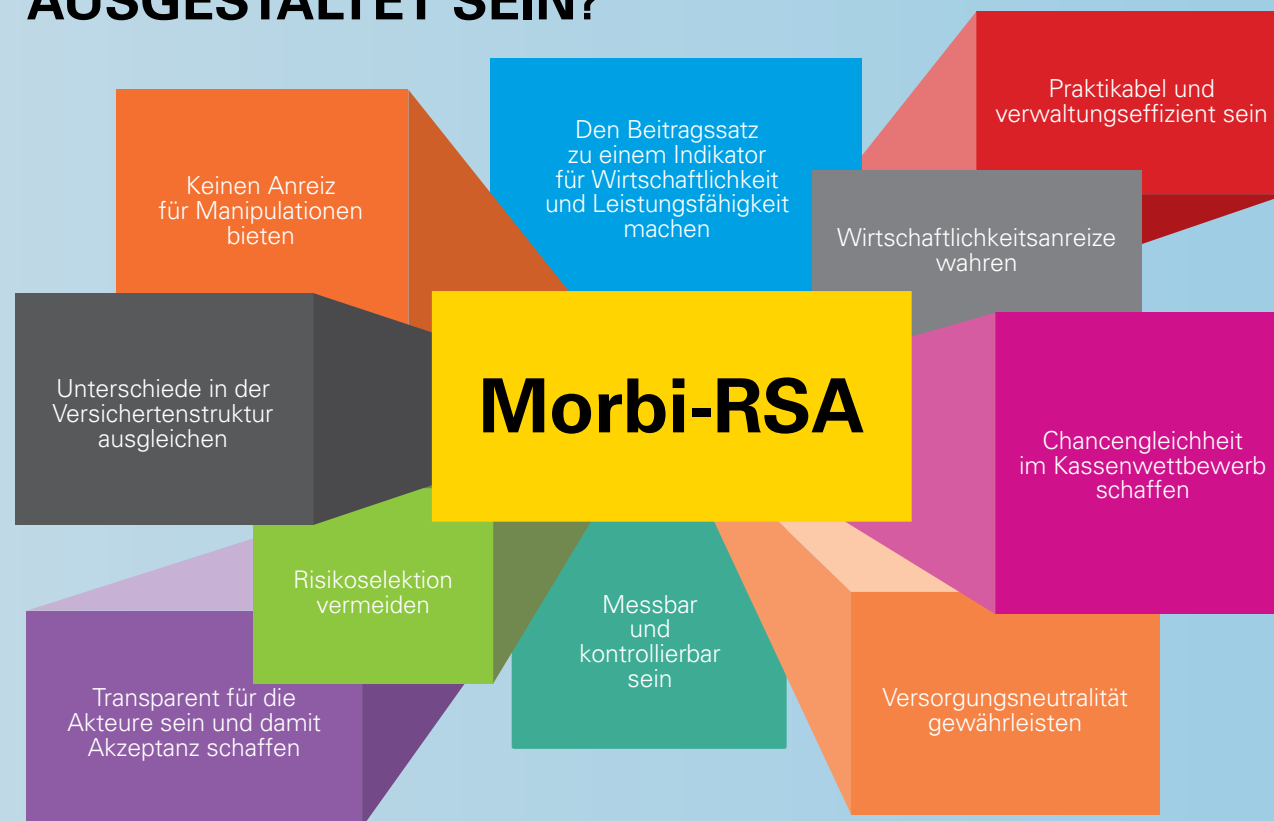 AUSGESTALTET SEIN?
Praktikabel und
verwaltungseffizient sein
Den Beitragssatz
zu einem Indikator
für Wirtschaftlichkeit
und Leistungsfähigkeit
machen
Keinen Anreiz
für Manipulationen
bieten
Wirtschaftlichkeitsanreize
wahren
Morbi-RSA
Unterschiede in der
Versichertenstruktur
ausgleichen
Chancengleichheit
im Kassenwettbewerb
schaffen
Risikoselektion
vermeiden
Messbar
und
kontrollierbar
sein
Transparent für die
Akteure sein und damit
Akzeptanz schaffen
Versorgungsneutralität
gewährleisten